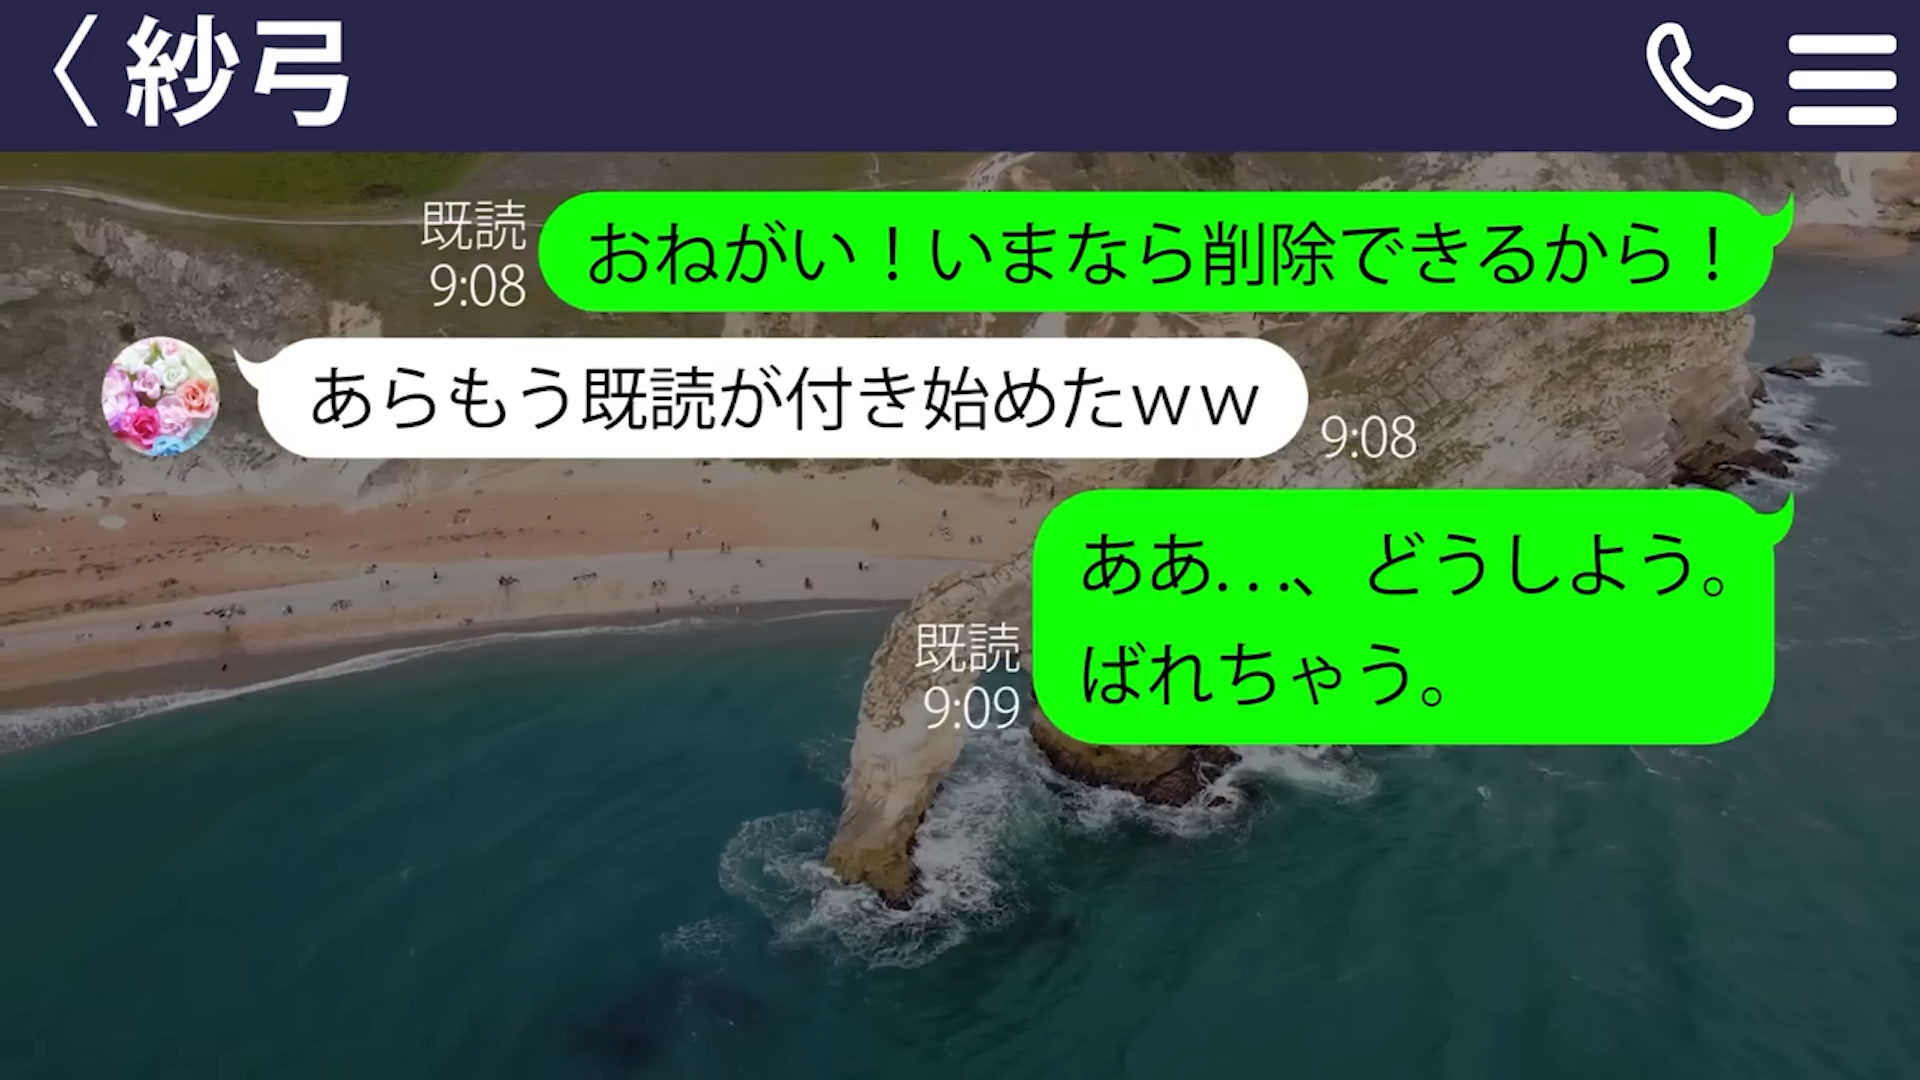 〈 紗弓
既読
9:08
おねがい！いまなら削除できるから！
あらもう既読が付き始めたｗｗ
9:08
ああ…、どうしよう。
ばれちゃう。
既読
9:09